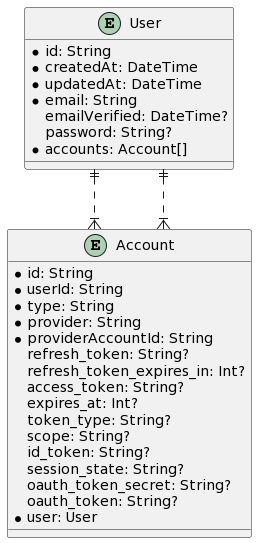 E User
* id: String
* createdAt: DateTime
* updatedAt: DateTime
* email: String
emailVerified: DateTime?
password: String?
* accounts: Account[]
E Account
* id: String
* userId: String
* type: String
* provider: String
* providerAccountId: String
refresh_token: String?
refresh_token_expires_in: Int?
access_token: String?
expires_at: Int?
token_type: String?
scope: String?
id_token: String?
session_state: String?
oauth_token_secret: String?
oauth_token: String?
* user: User